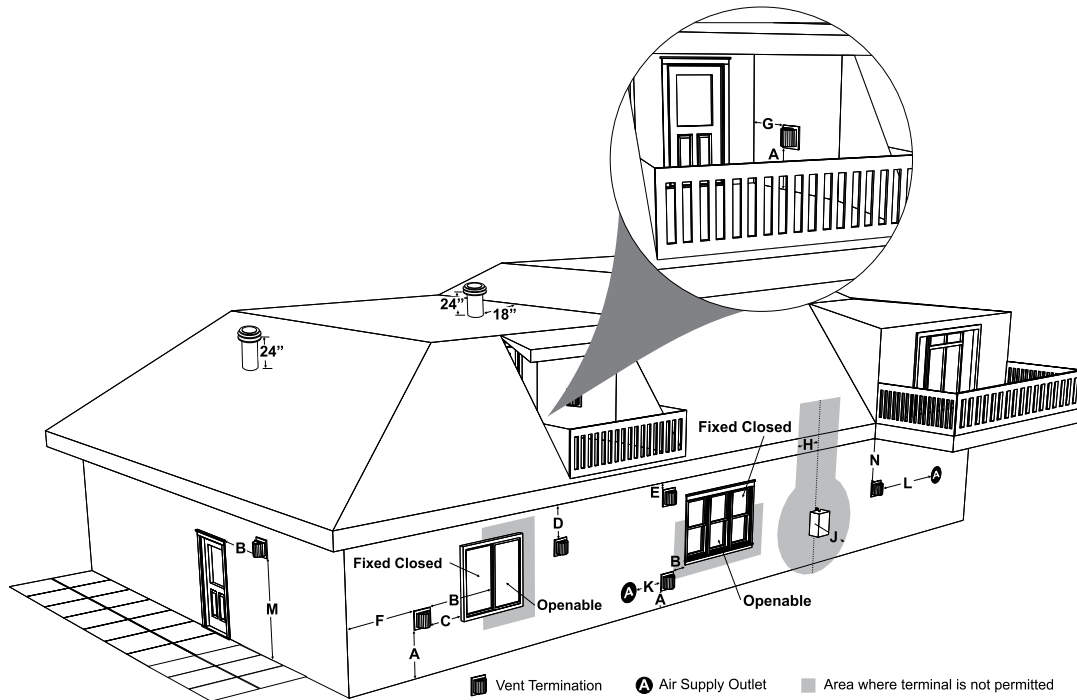 G
A
24”
18”
24”
Fixed Closed
H
N
L
A
E
D
J
B
Fixed Closed
B
K
A
A
B
Openable
Openable
M
F
C
A
Vent Termination
A Air Supply Outlet
Area where terminal is not permitted